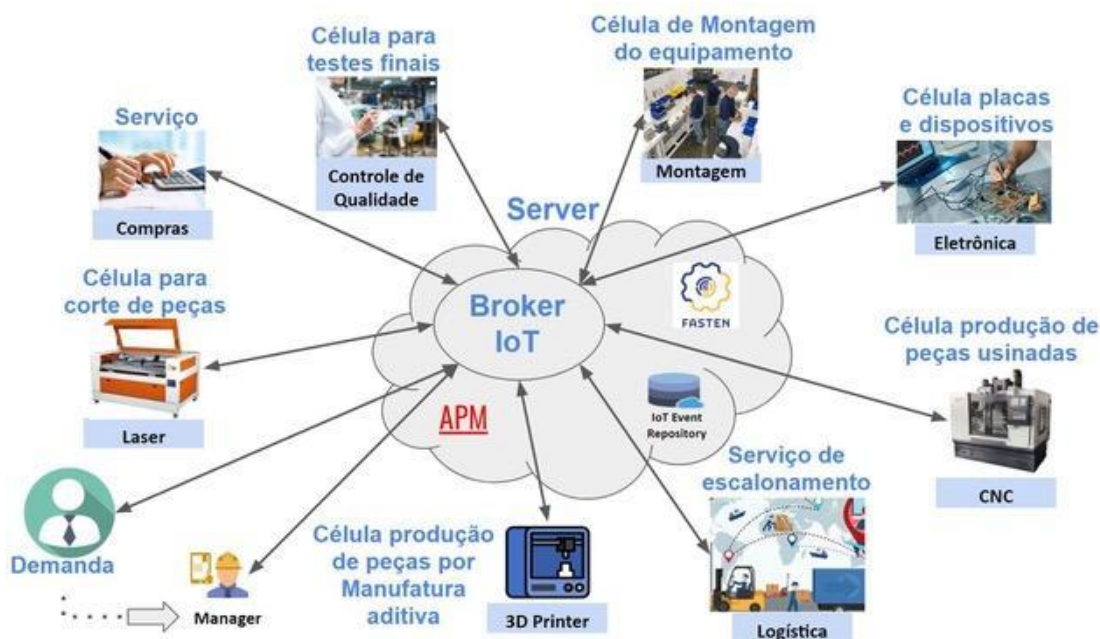 Célula para
testes finais
Controle de
Qualidade
Célula de Montagem
do equipamento
Montagem
Serviço
Compras
Célula placas
e dispositivos
Eletrônica
Server
Broker
IoT
FASTEN
APM
IoT Event
Repository
Célula para
corte de peças
Laser
Célula produção de
peças usinadas
CNC
Demanda
Manager
Célula produção
de peças por
Manufatura
aditiva
3D Printer
Serviço de
escalonamento
Logística